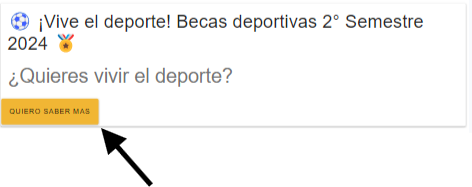 ⚽ ¡Vive el deporte! Becas deportivas 2° Semestre
2024 🏅
¿Quieres vivir el deporte?
QUIERO SABER MAS